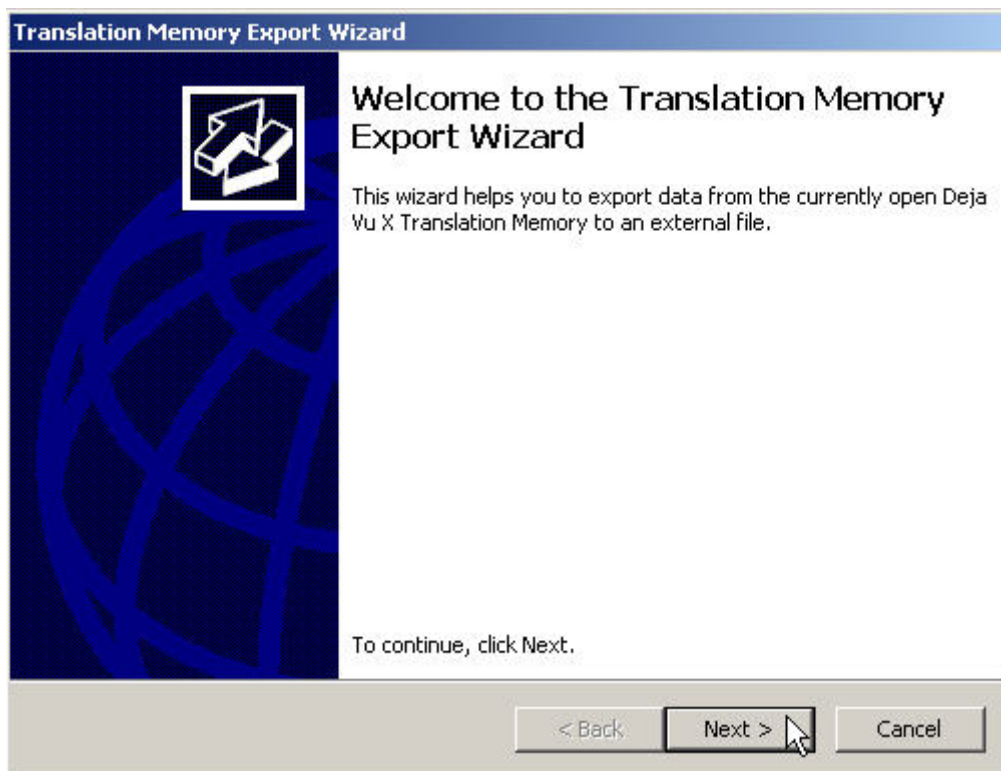 Translation Memory Export Wizard
Welcome to the Translation Memory
Export Wizard
This wizard helps you to export data from the currently open Deja
Vu X Translation Memory to an external file.
To continue, click Next.
< Back
Next >
Cancel